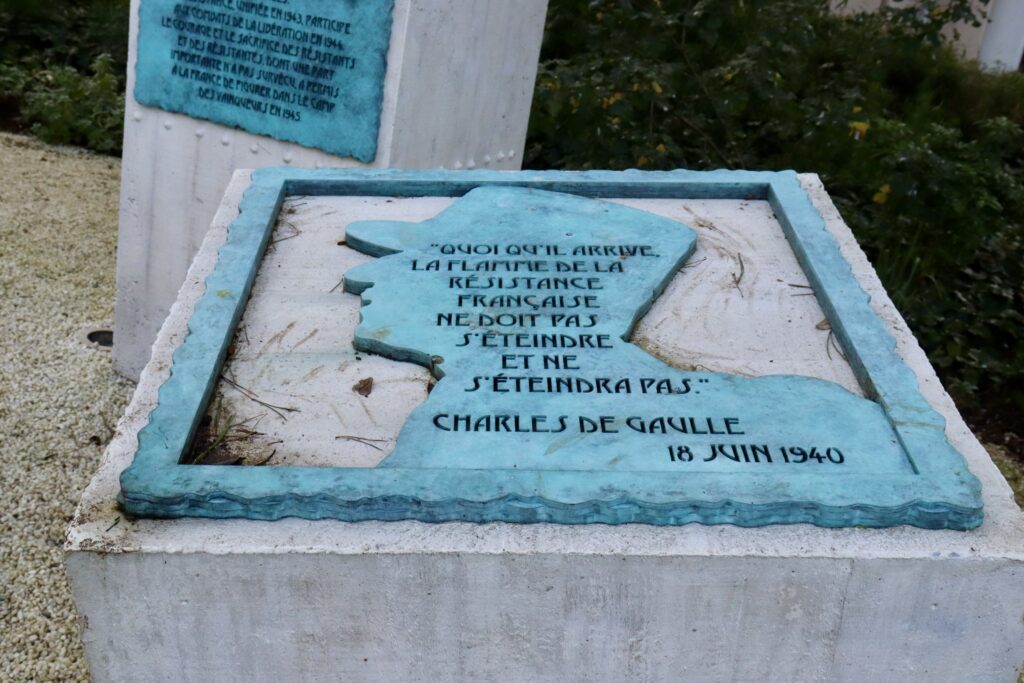 RÉSISTANCE, UNIFIÉE EN 1943, PARTICIPE
AUX COMBATS DE LA LIBÉRATION EN 1944.
LE COURAGE ET LE SACRIFICE DES RÉSISTANTS
ET DES RÉSISTANTES, DONT UNE PART
IMPORTANTE N'A PAS SURVÉCU, A PERMIS
À LA FRANCE DE FIGURER DANS LE CAMP
DES VAINQUEURS EN 1945
"QUOI QU'IL ARRIVE,
LA FLAMME DE LA
RÉSISTANCE
FRANÇAISE
NE DOIT PAS
S'ÉTEINDRE
ET NE
S'ÉTEINDRA PAS."
CHARLES DE GAULLE
18 JUIN 1940